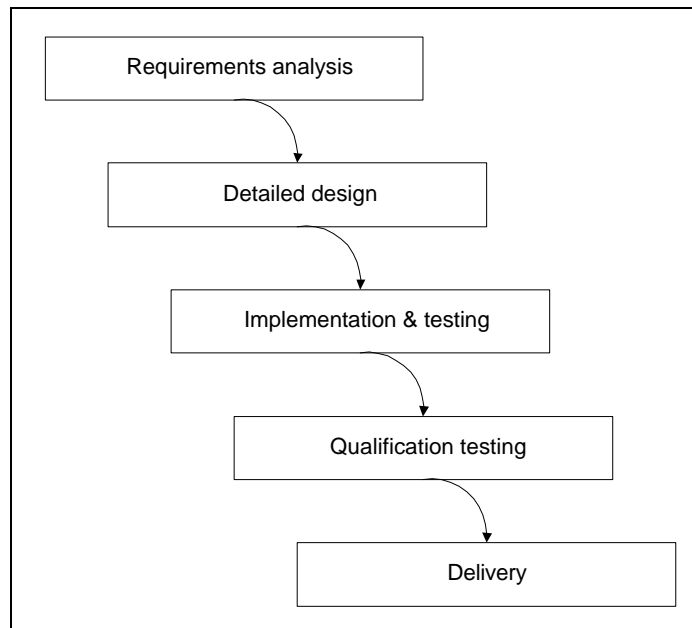 Requirements analysis
Detailed design
Implementation & testing
Qualification testing
Delivery